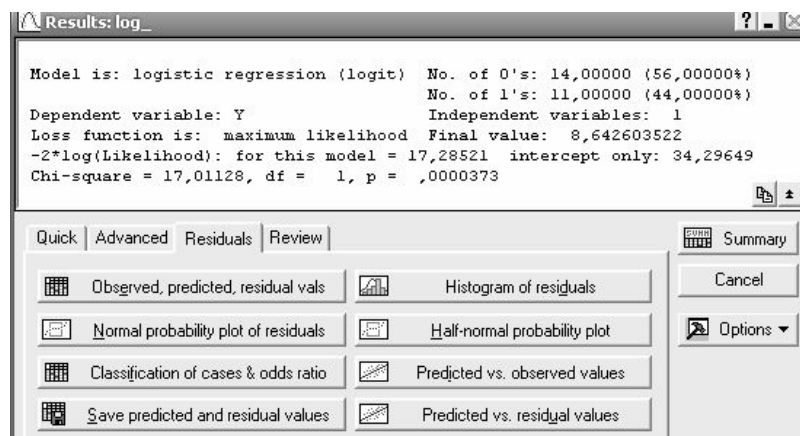 Results: log_
Model is: logistic regression (logit) No. of 0's: 14,00000 (56,00000%)
No. of 1's: 11,00000 (44,00000%)
Dependent variable: Y Independent variables: 1
Loss function is: maximum likelihood Final value: 8,642603522
-2*log(Likelihood): for this model = 17,28521 intercept only: 34,29649
Chi-square = 17,01128, df = 1, p = ,0000373
Quick Advanced Residuals Review
Summary
Observed, predicted, residual vals Histogram of residuals
Cancel
Normal probability plot of residuals Half-normal probability plot
Options
Classification of cases & odds ratio Predicted vs. observed values
Save predicted and residual values Predicted vs. residual values